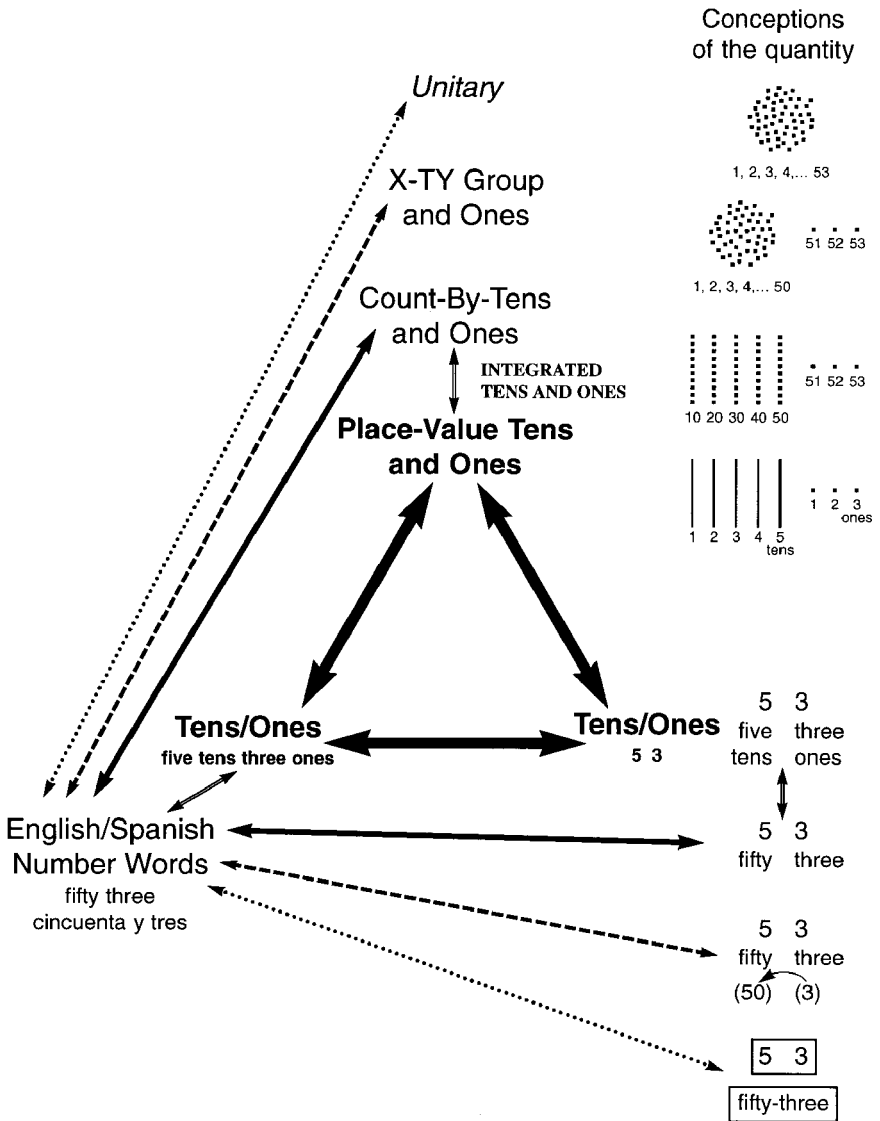 Conceptions
of the quantity
Unitary
1, 2, 3, 4,... 53
X-TY Group
and Ones
51 52 53
1, 2, 3, 4,... 50
Count-By-Tens
and Ones
INTEGRATED
TENS AND ONES
51 52 53
10 20 30 40 50
Place-Value Tens
and Ones
1 2 3
ones
1 2 3 4 5
tens
Tens/Ones
five tens three ones
Tens/Ones
5 3
5 3
five three
tens ones
English/Spanish
Number Words
fifty three
cincuenta y tres
5 3
fifty three
5 3
fifty three
(50) (3)
5 3
fifty-three